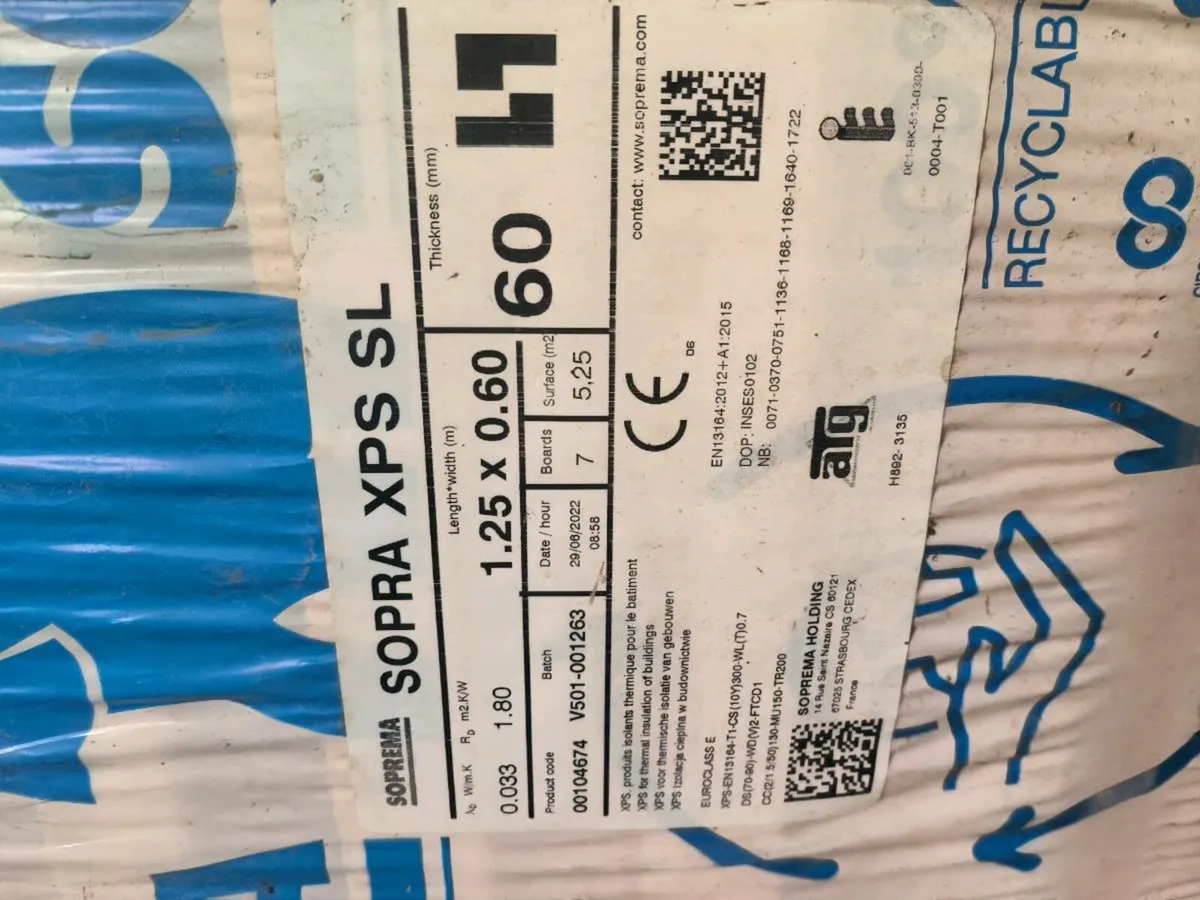 SOPREMA SOPRA XPS SL
λD W/m.K RD m2.K/W
0.033 1.80
Length*width (m)
1.25 x 0.60
Thickness (mm)
60
Product code Batch Date / hour Boards Surface (m2
00104674 V501-001263 29/08/2022 7 5,25
08:58
XPS, produits isolants thermique pour le batiment
XPS for thermal insulation of buildings
XPS voor thermische isolatie van gebouwen
XPS Izolacja cieplna w budownictwie
EUROCLASS E
XPS-EN13164-T1-CS(10Y)300-WL(T)0.7
DS(70-90)-WD(V)2-FTCD1
CC(2/1.5/50)130-MU150-TR200
CE
06
contact: www.soprema.com
EN13164:2012+A1:2015
DOP: INSES0102
NB: 0071-0370-0751-1136-1168-1169-1640-1722
SOPREMA HOLDING
14 Rue Saint Nazaire CS 60121
67025 STRASBOURG CEDEX
France
aTg
H892- 3135
0004-T001
RECYCLABL